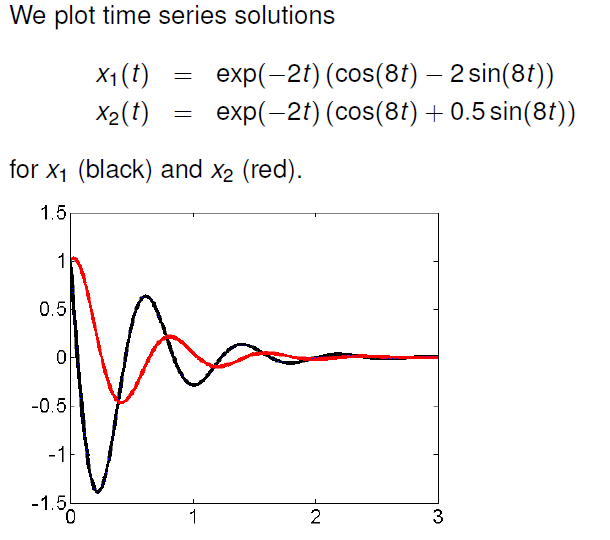 We plot time series solutions
x₁(t) = exp(−2t) (cos(8t) − 2 sin(8t))
x₂(t) = exp(−2t) (cos(8t) + 0.5 sin(8t))
for x₁ (black) and x₂ (red).
1.5
1
0.5
0
-0.5
-1
-1.5
0 1 2 3